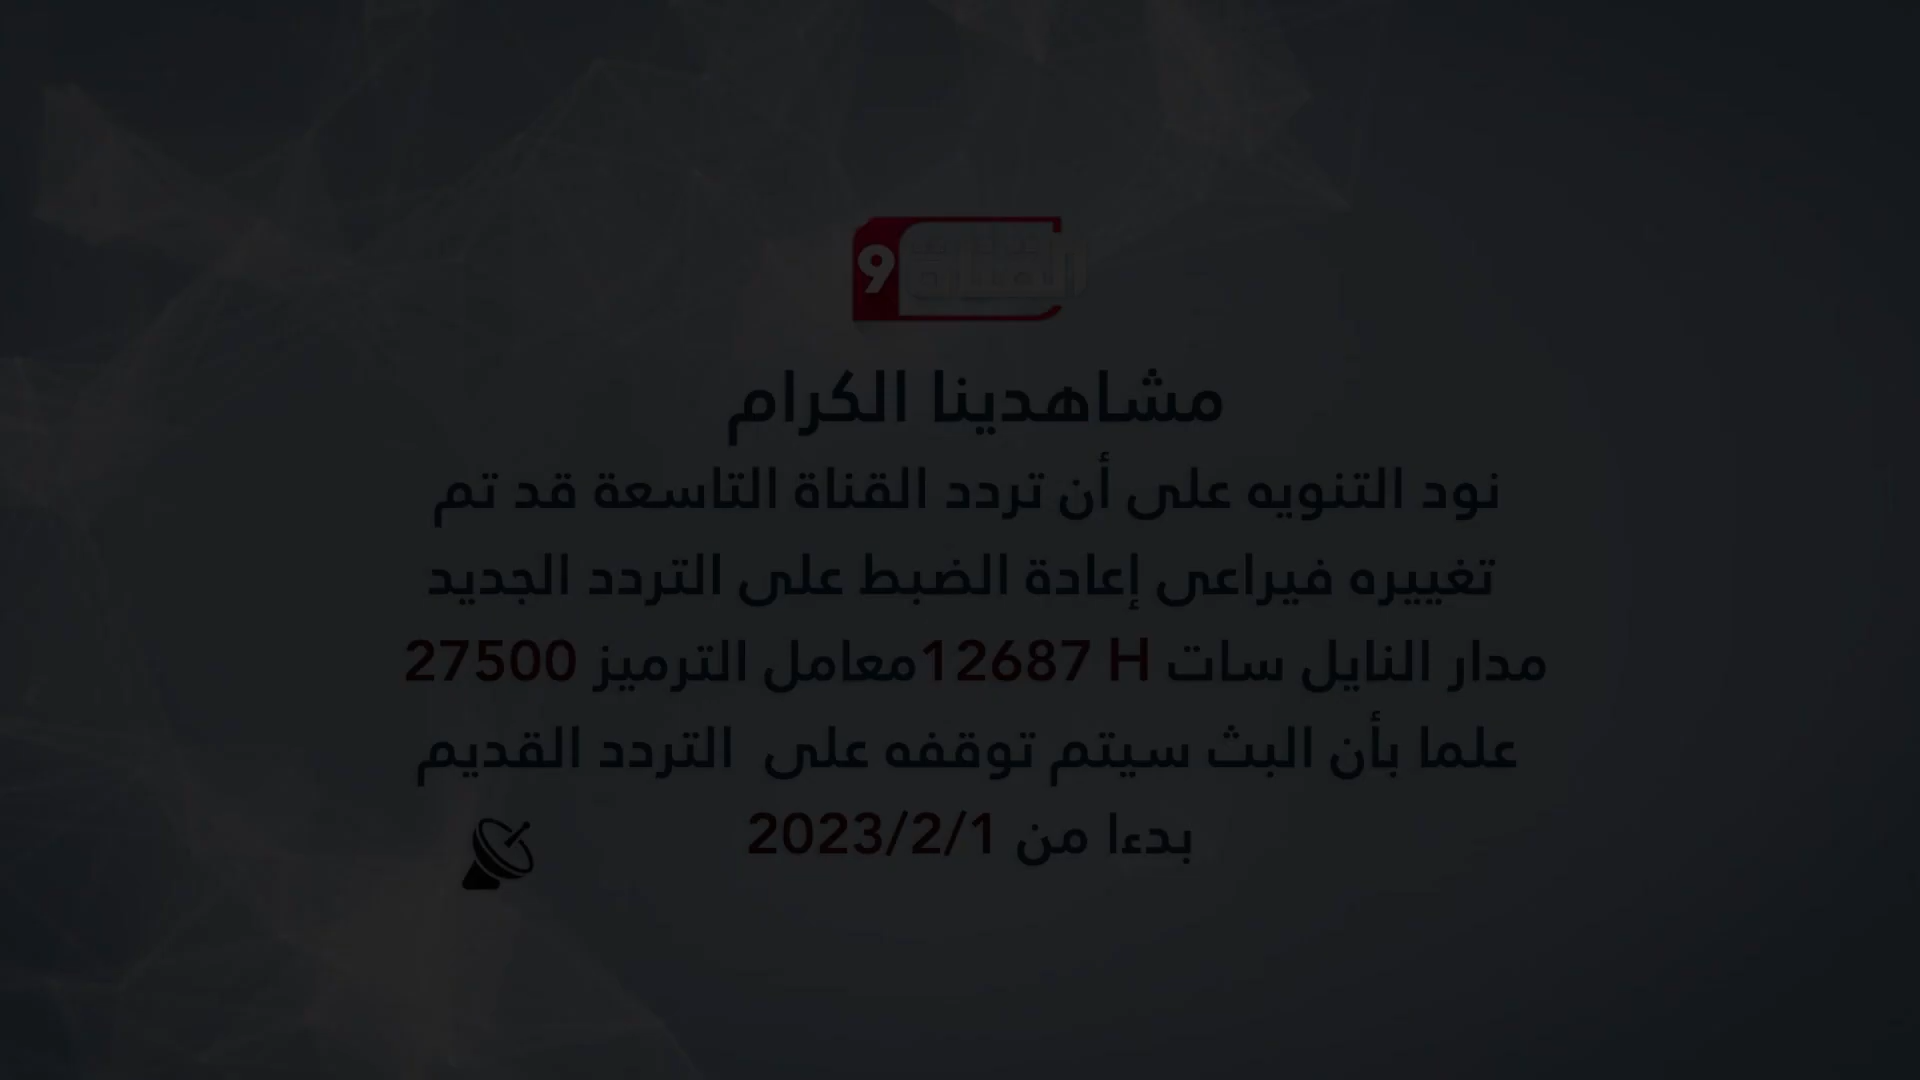 9
مشاهدينا الكرام
نود التنويه على أن تردد القناة التاسعة قد تم
تغييره فيراعى إعادة الضبط على التردد الجديد
مدار النايل سات 12687 H معامل الترميز 27500
علما بأن البث سيتم توقفه على التردد القديم
بدءا من 2023/2/1